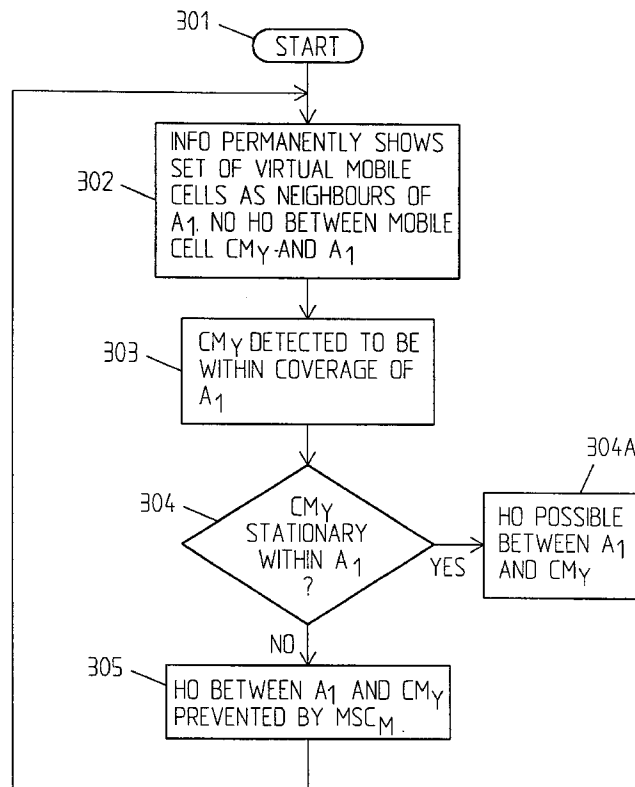 301
START
302
INFO PERMANENTLY SHOWS
SET OF VIRTUAL MOBILE
CELLS AS NEIGHBOURS OF
A1. NO HO BETWEEN MOBILE
CELL CMY-AND A1
303
CMY DETECTED TO BE
WITHIN COVERAGE OF
A1
304
CMY
STATIONARY
WITHIN A1
?
YES
304A
HO POSSIBLE
BETWEEN A1
AND CMY
NO
305
HO BETWEEN A1 AND CMY
PREVENTED BY MSCM.